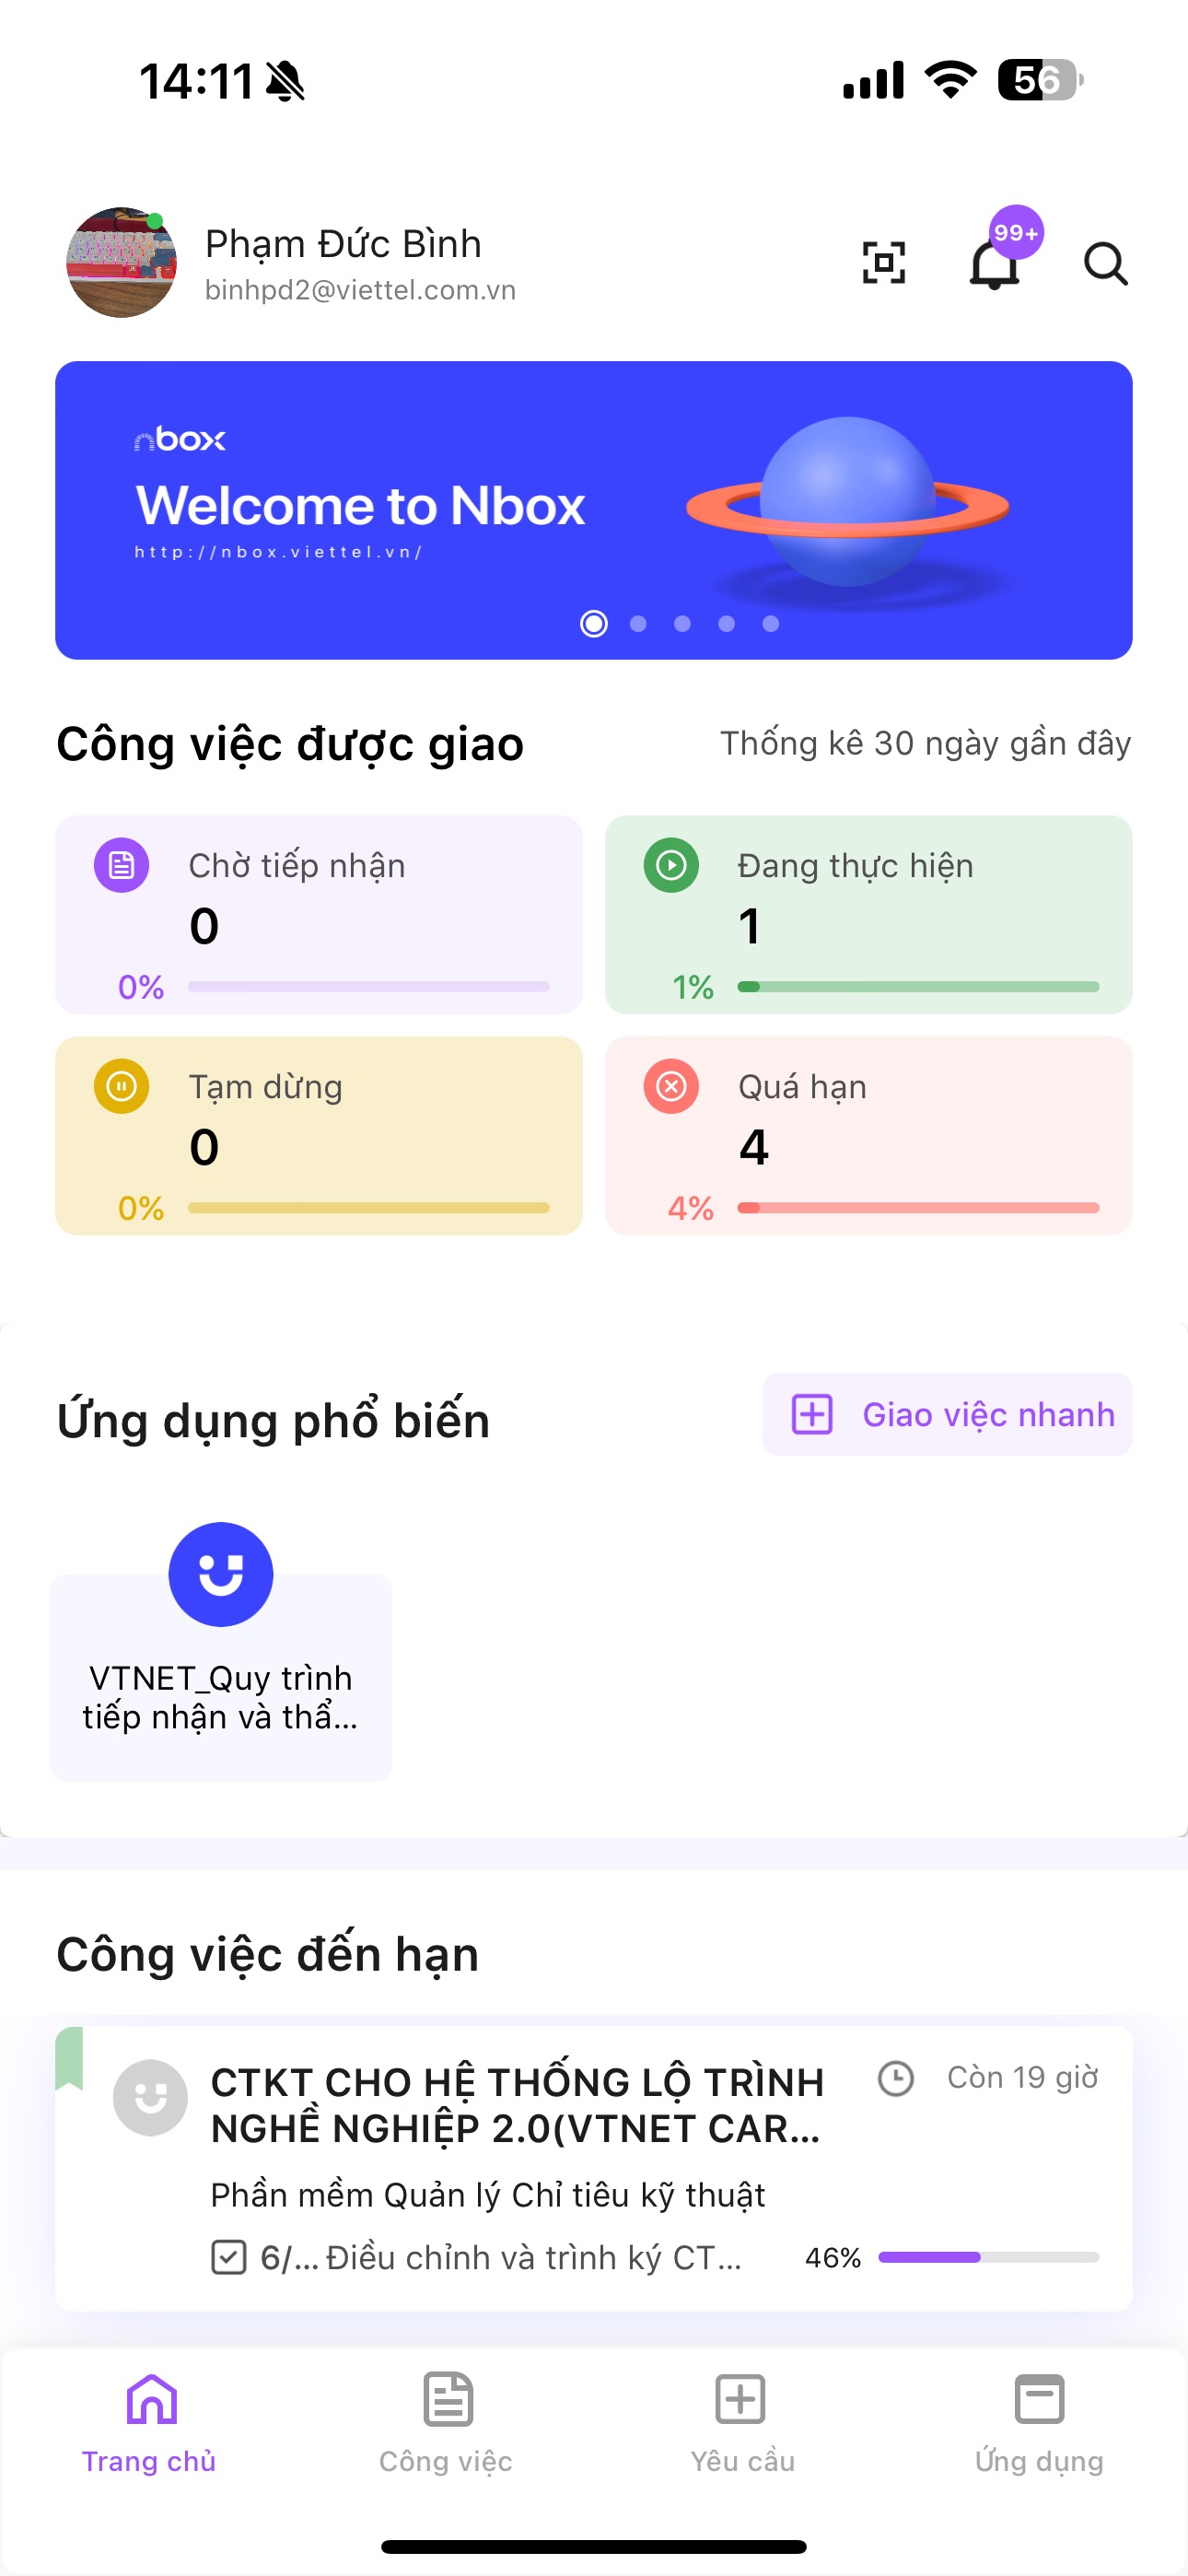 14:11
56
Phạm Đức Bình
binhpd2@viettel.com.vn
99+
nbox
Welcome to Nbox
http://nbox.viettel.vn/
Công việc được giao
Thống kê 30 ngày gần đây
Chờ tiếp nhận
0
0%
Đang thực hiện
1
1%
Tạm dừng
0
0%
Quá hạn
4
4%
Ứng dụng phổ biến
Giao việc nhanh
VTNET_Quy trình
tiếp nhận và thẩ...
Công việc đến hạn
CTKT CHO HỆ THỐNG LỘ TRÌNH
NGHỀ NGHIỆP 2.0(VTNET CAR...
Còn 19 giờ
Phần mềm Quản lý Chỉ tiêu kỹ thuật
6/... Điều chỉnh và trình ký CT...
46%
Trang chủ
Công việc
Yêu cầu
Ứng dụng